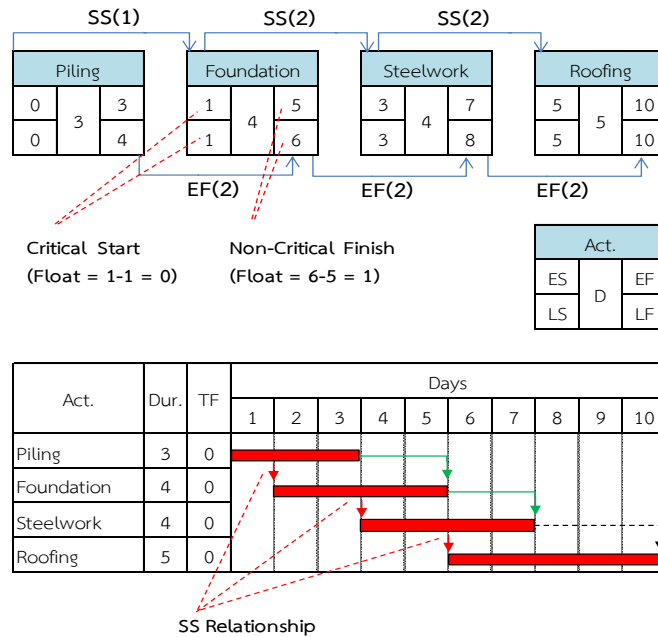 SS(1) SS(2) SS(2)
Piling Foundation Steelwork Roofing
0 3 3 1 4 5 3 4 7 5 5 10
0 4 1 6 3 8 5 10
EF(2) EF(2) EF(2)
Critical Start Non-Critical Finish
(Float = 1-1 = 0) (Float = 6-5 = 1)
Act.
ES D EF
LS LF
Act. Dur. TF Days
1 2 3 4 5 6 7 8 9 10
Piling 3 0
Foundation 4 0
Steelwork 4 0
Roofing 5 0
SS Relationship